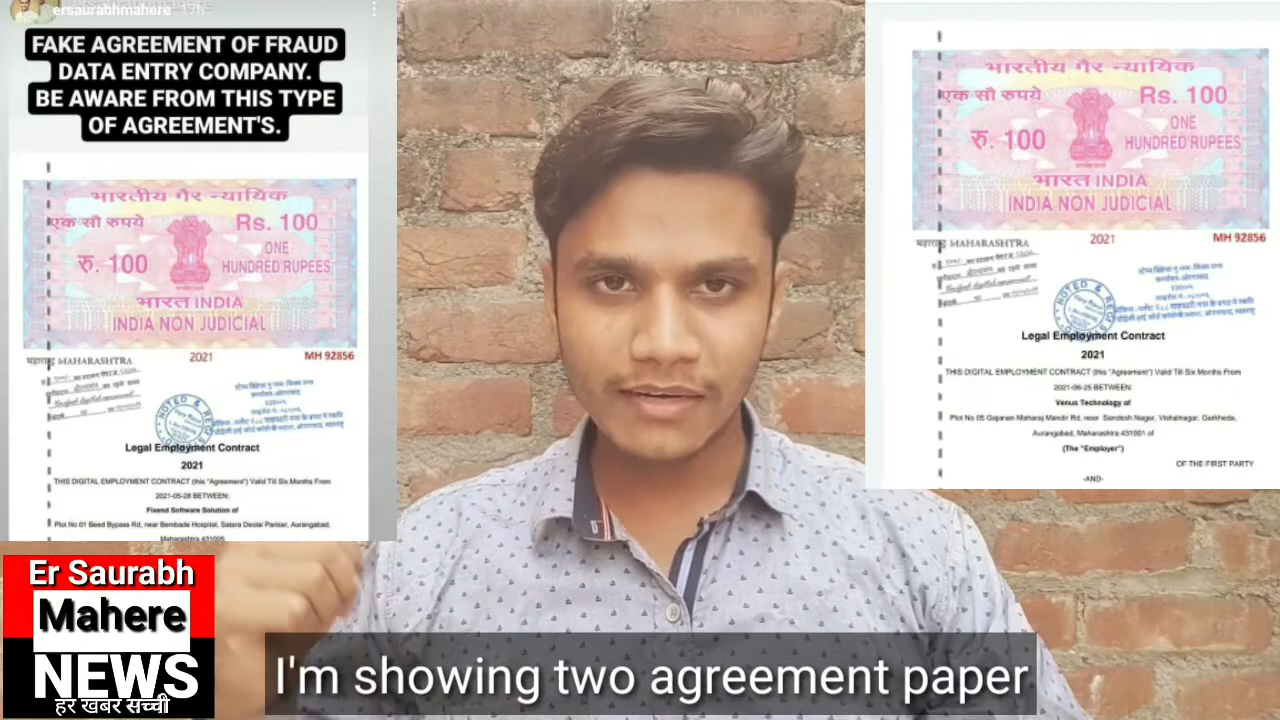 ersaurabhmahere 17h
FAKE AGREEMENT OF FRAUD
DATA ENTRY COMPANY.
BE AWARE FROM THIS TYPE
OF AGREEMENT'S.
भारतीय गैर न्यायिक
एक सौ रुपये
Rs. 100
रु. 100
ONE
HUNDRED RUPEES
भारत INDIA
INDIA NON JUDICIAL
महाराष्ट्र MAHARASHTRA
2021
MH 92856
NOTED & REG
Legal Employment Contract
2021
THIS DIGITAL EMPLOYMENT CONTRACT (this "Agreement") Valid Till Six Months From
2021-05-28 BETWEEN:
Fixend Software Solution of
Plot No 01 Beed Bypass Rd, near Bembade Hospital, Satara Deolai Parisar, Aurangabad,
Maharashtra 431005
भारतीय गैर न्यायिक
एक सौ रुपये
Rs. 100
रु. 100
ONE
HUNDRED RUPEES
भारत INDIA
INDIA NON JUDICIAL
महाराष्ट्र MAHARASHTRA
2021
MH 92856
NOTED & REG
Legal Employment Contract
2021
THIS DIGITAL EMPLOYMENT CONTRACT (this "Agreement") Valid Till Six Months From
2021-06-25 BETWEEN:
Venus Technology of
Plot No 05 Gajanan Maharaj Mandir Rd, near Sandesh Nagar, Vishalnagar, Garkheda,
Aurangabad, Maharashtra 431001 of
(The "Employer")
OF THE FIRST PARTY
-AND-
Er Saurabh
Mahere
NEWS
हर खबर सच्ची
I'm showing two agreement paper